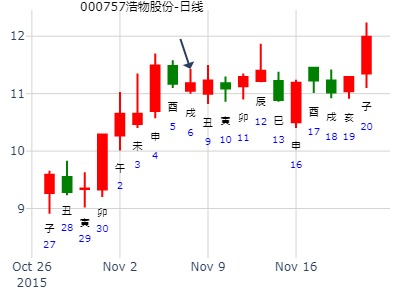 000757浩物股份-日线
12
11
10
9
子
27
丑
28
寅
29
卯
30
午
2
未
3
申
4
酉
5
戌
6
丑
9
寅
10
卯
11
辰
12
巳
13
申
16
酉
17
戌
18
亥
19
子
20
Oct 26
2015
Nov 2
Nov 9
Nov 16